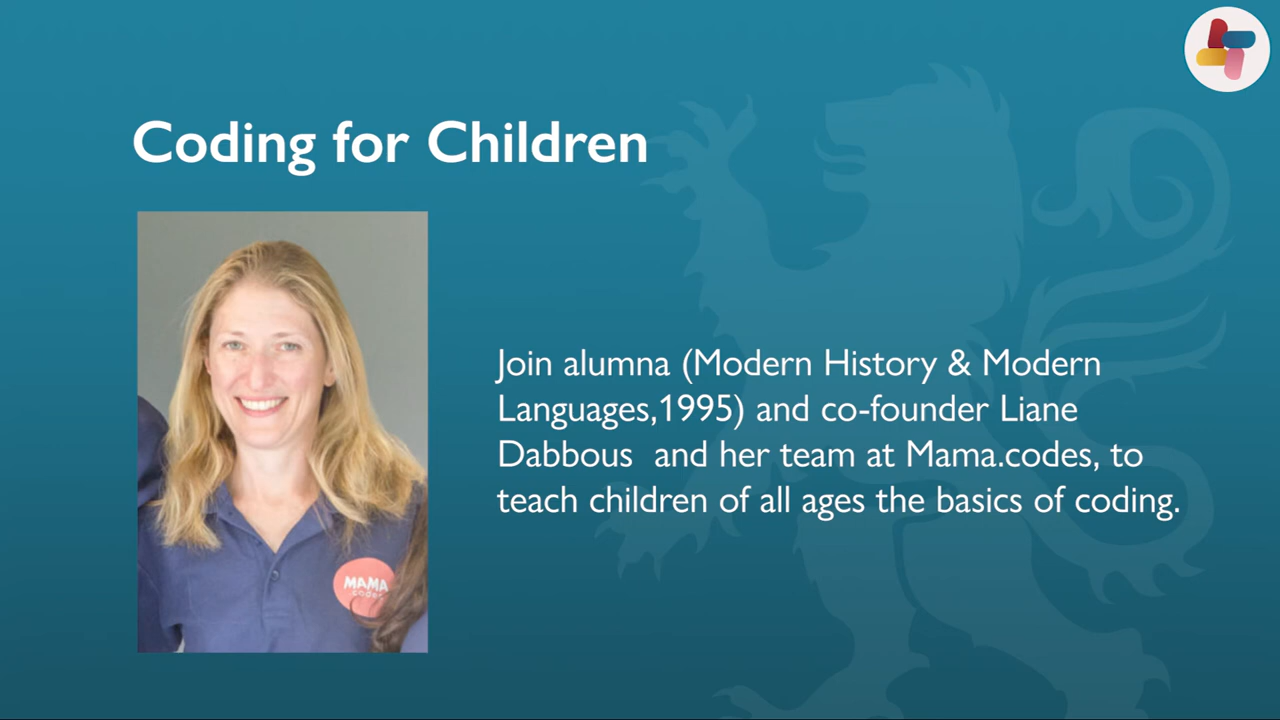 Coding for Children
Join alumna (Modern History & Modern
Languages,1995) and co-founder Liane
Dabbous  and her team at Mama.codes, to
teach children of all ages the basics of coding.
MAMA
codes